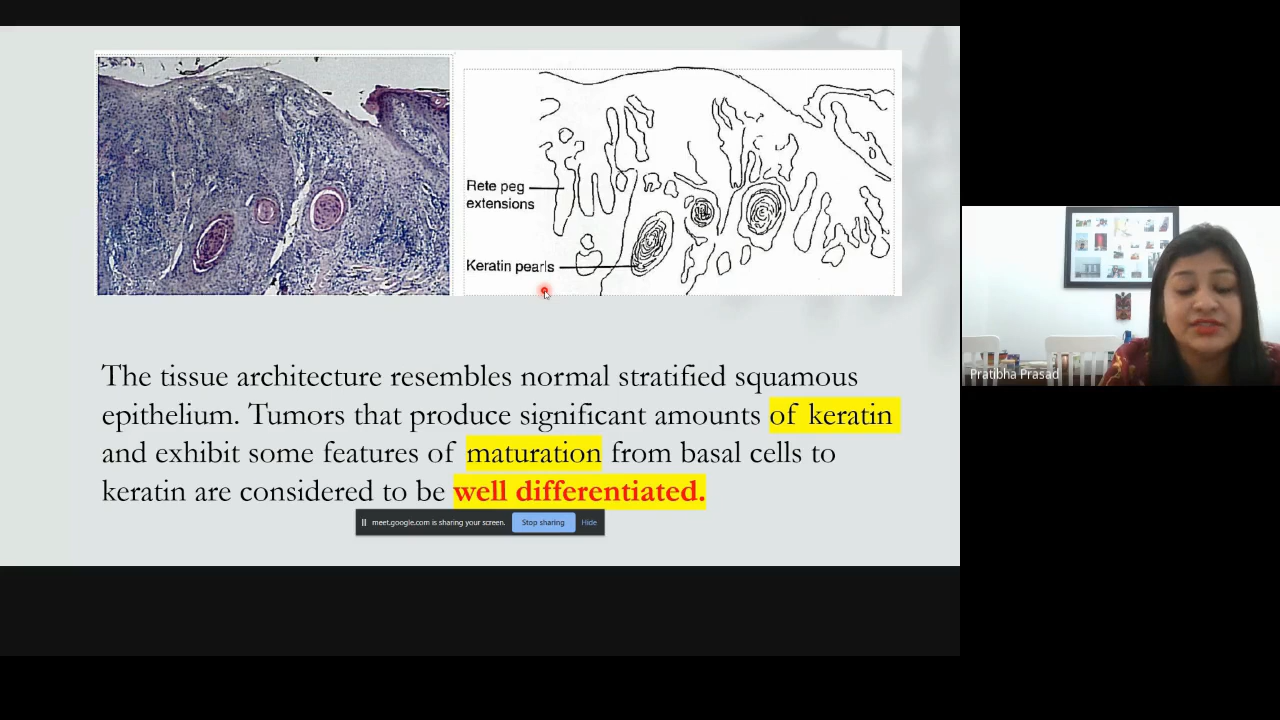 Rete peg
extensions
Keratin pearls
The tissue architecture resembles normal stratified squamous
epithelium. Tumors that produce significant amounts of keratin
and exhibit some features of maturation from basal cells to
keratin are considered to be well differentiated.
meet.google.com is sharing your screen. Stop sharing Hide
Pratibha Prasad